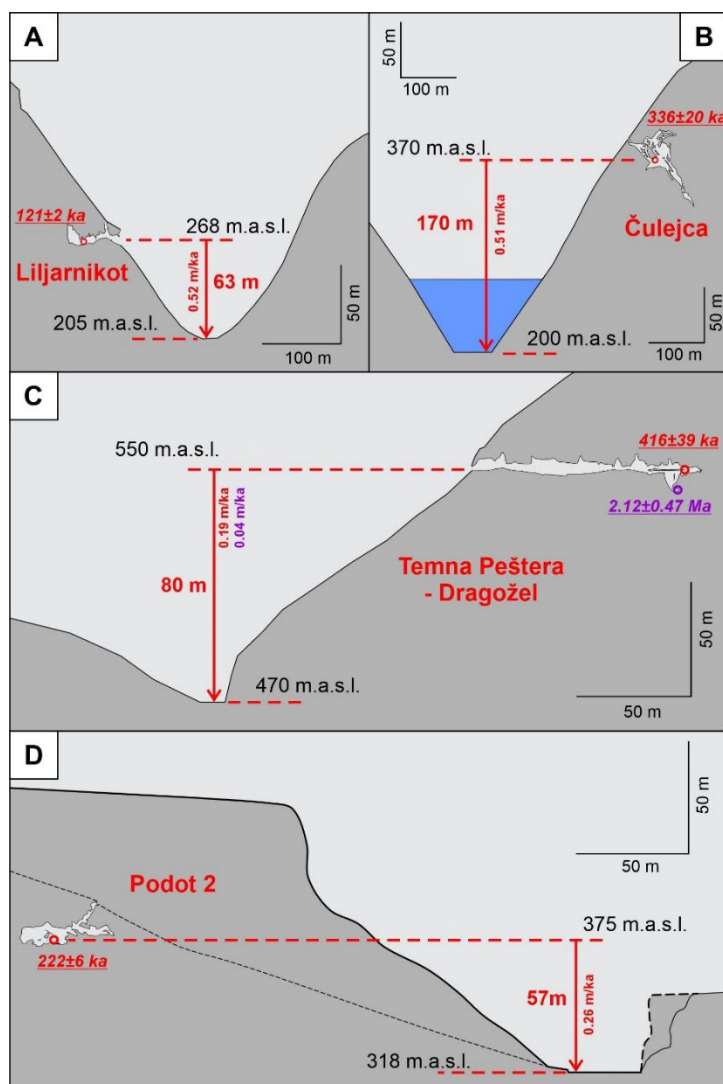 A
121±2 ka
Liljarnikot
268 m.a.s.l.
0.52 m/ka
63 m
205 m.a.s.l.
50 m
100 m
B
50 m
100 m
336±20 ka
370 m.a.s.l.
170 m
0.51 m/ka
Čulejca
200 m.a.s.l.
50 m
100 m
C
550 m.a.s.l.
416±39 ka
2.12±0.47 Ma
0.19 m/ka
0.04 m/ka
80 m
Temna Peštera
- Dragožel
470 m.a.s.l.
50 m
50 m
D
50 m
50 m
Podot 2
222±6 ka
375 m.a.s.l.
57m
0.26 m/ka
318 m.a.s.l.